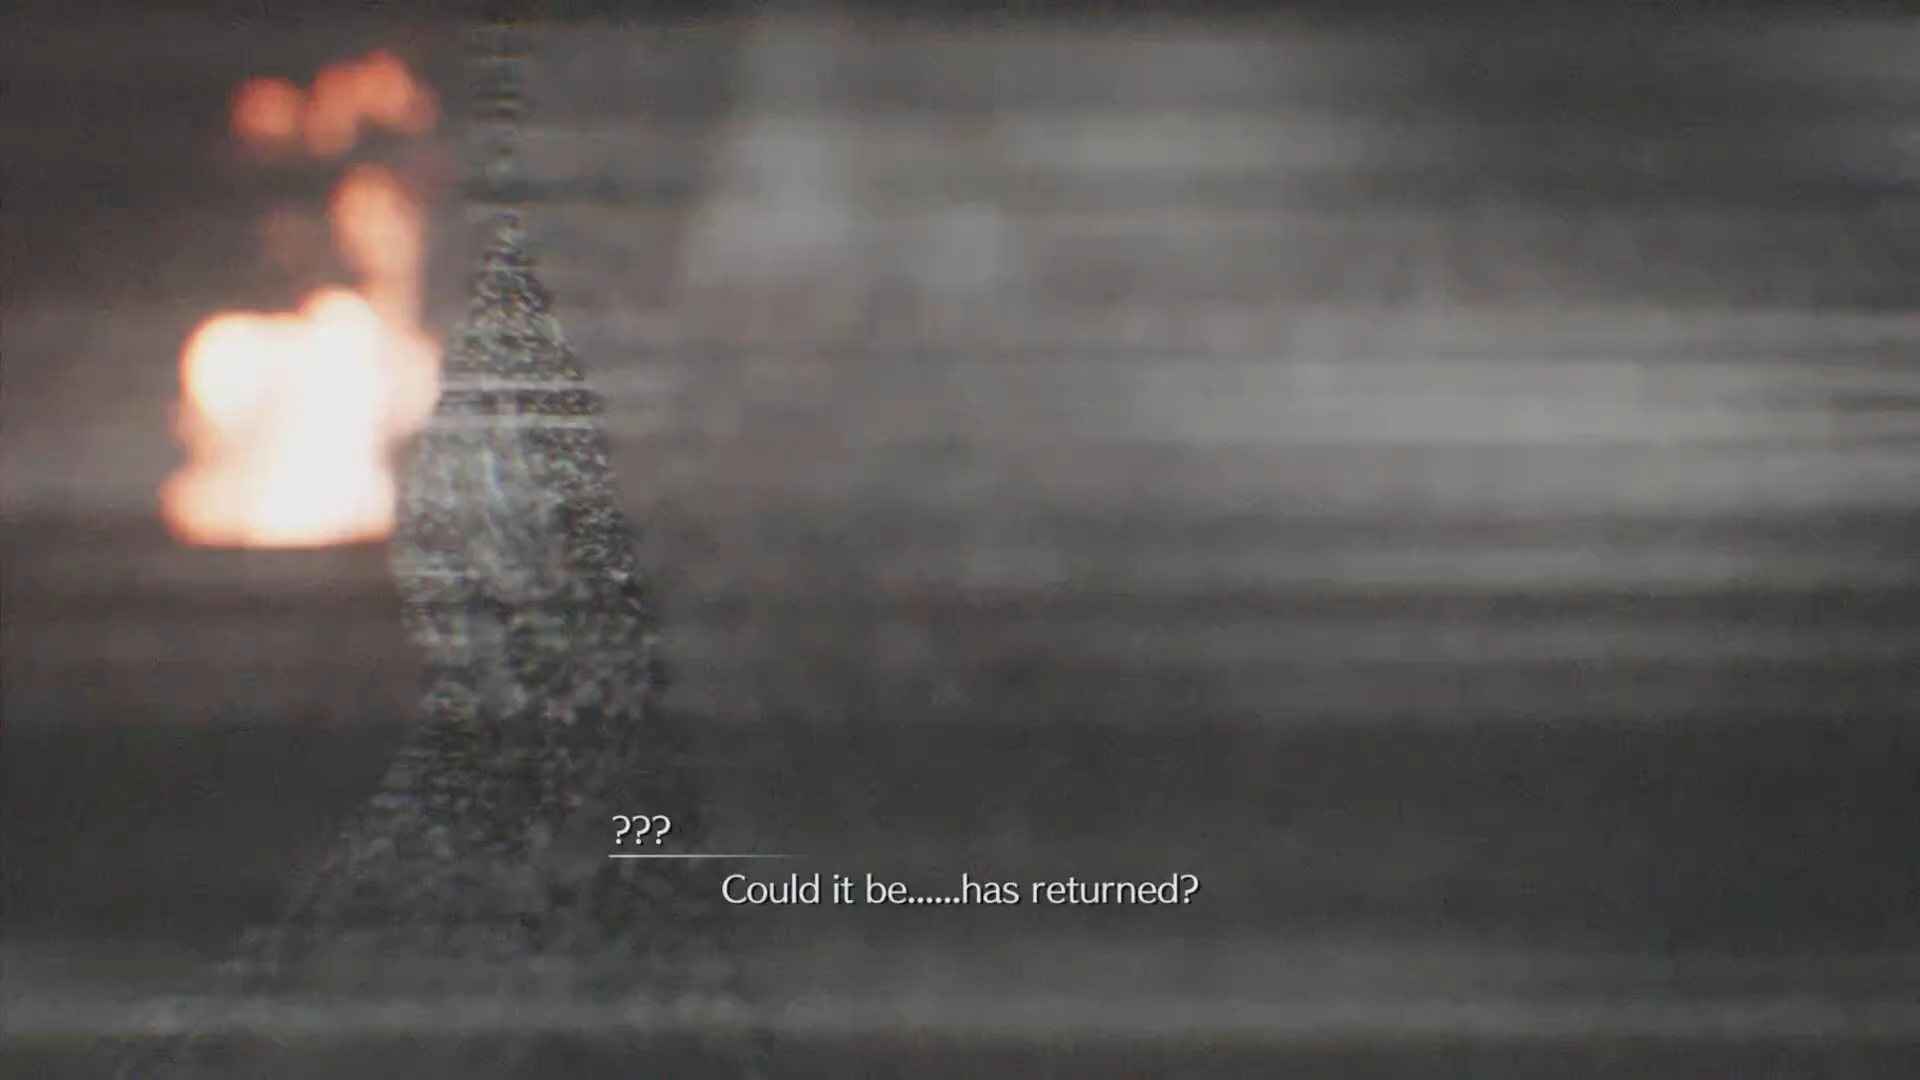 ???
Could it be......has returned?